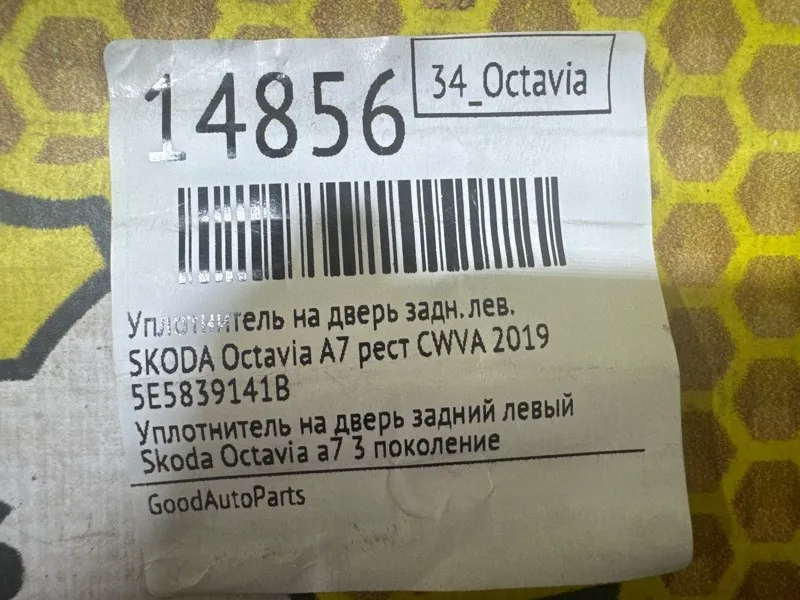 14856
34_Octavia
Уплотнитель на дверь задн.лев.
SKODA Octavia A7 рест CWVA 2019
5E5839141B
Уплотнитель на дверь задний левый
Skoda Octavia a7 3 поколение
GoodAutoParts